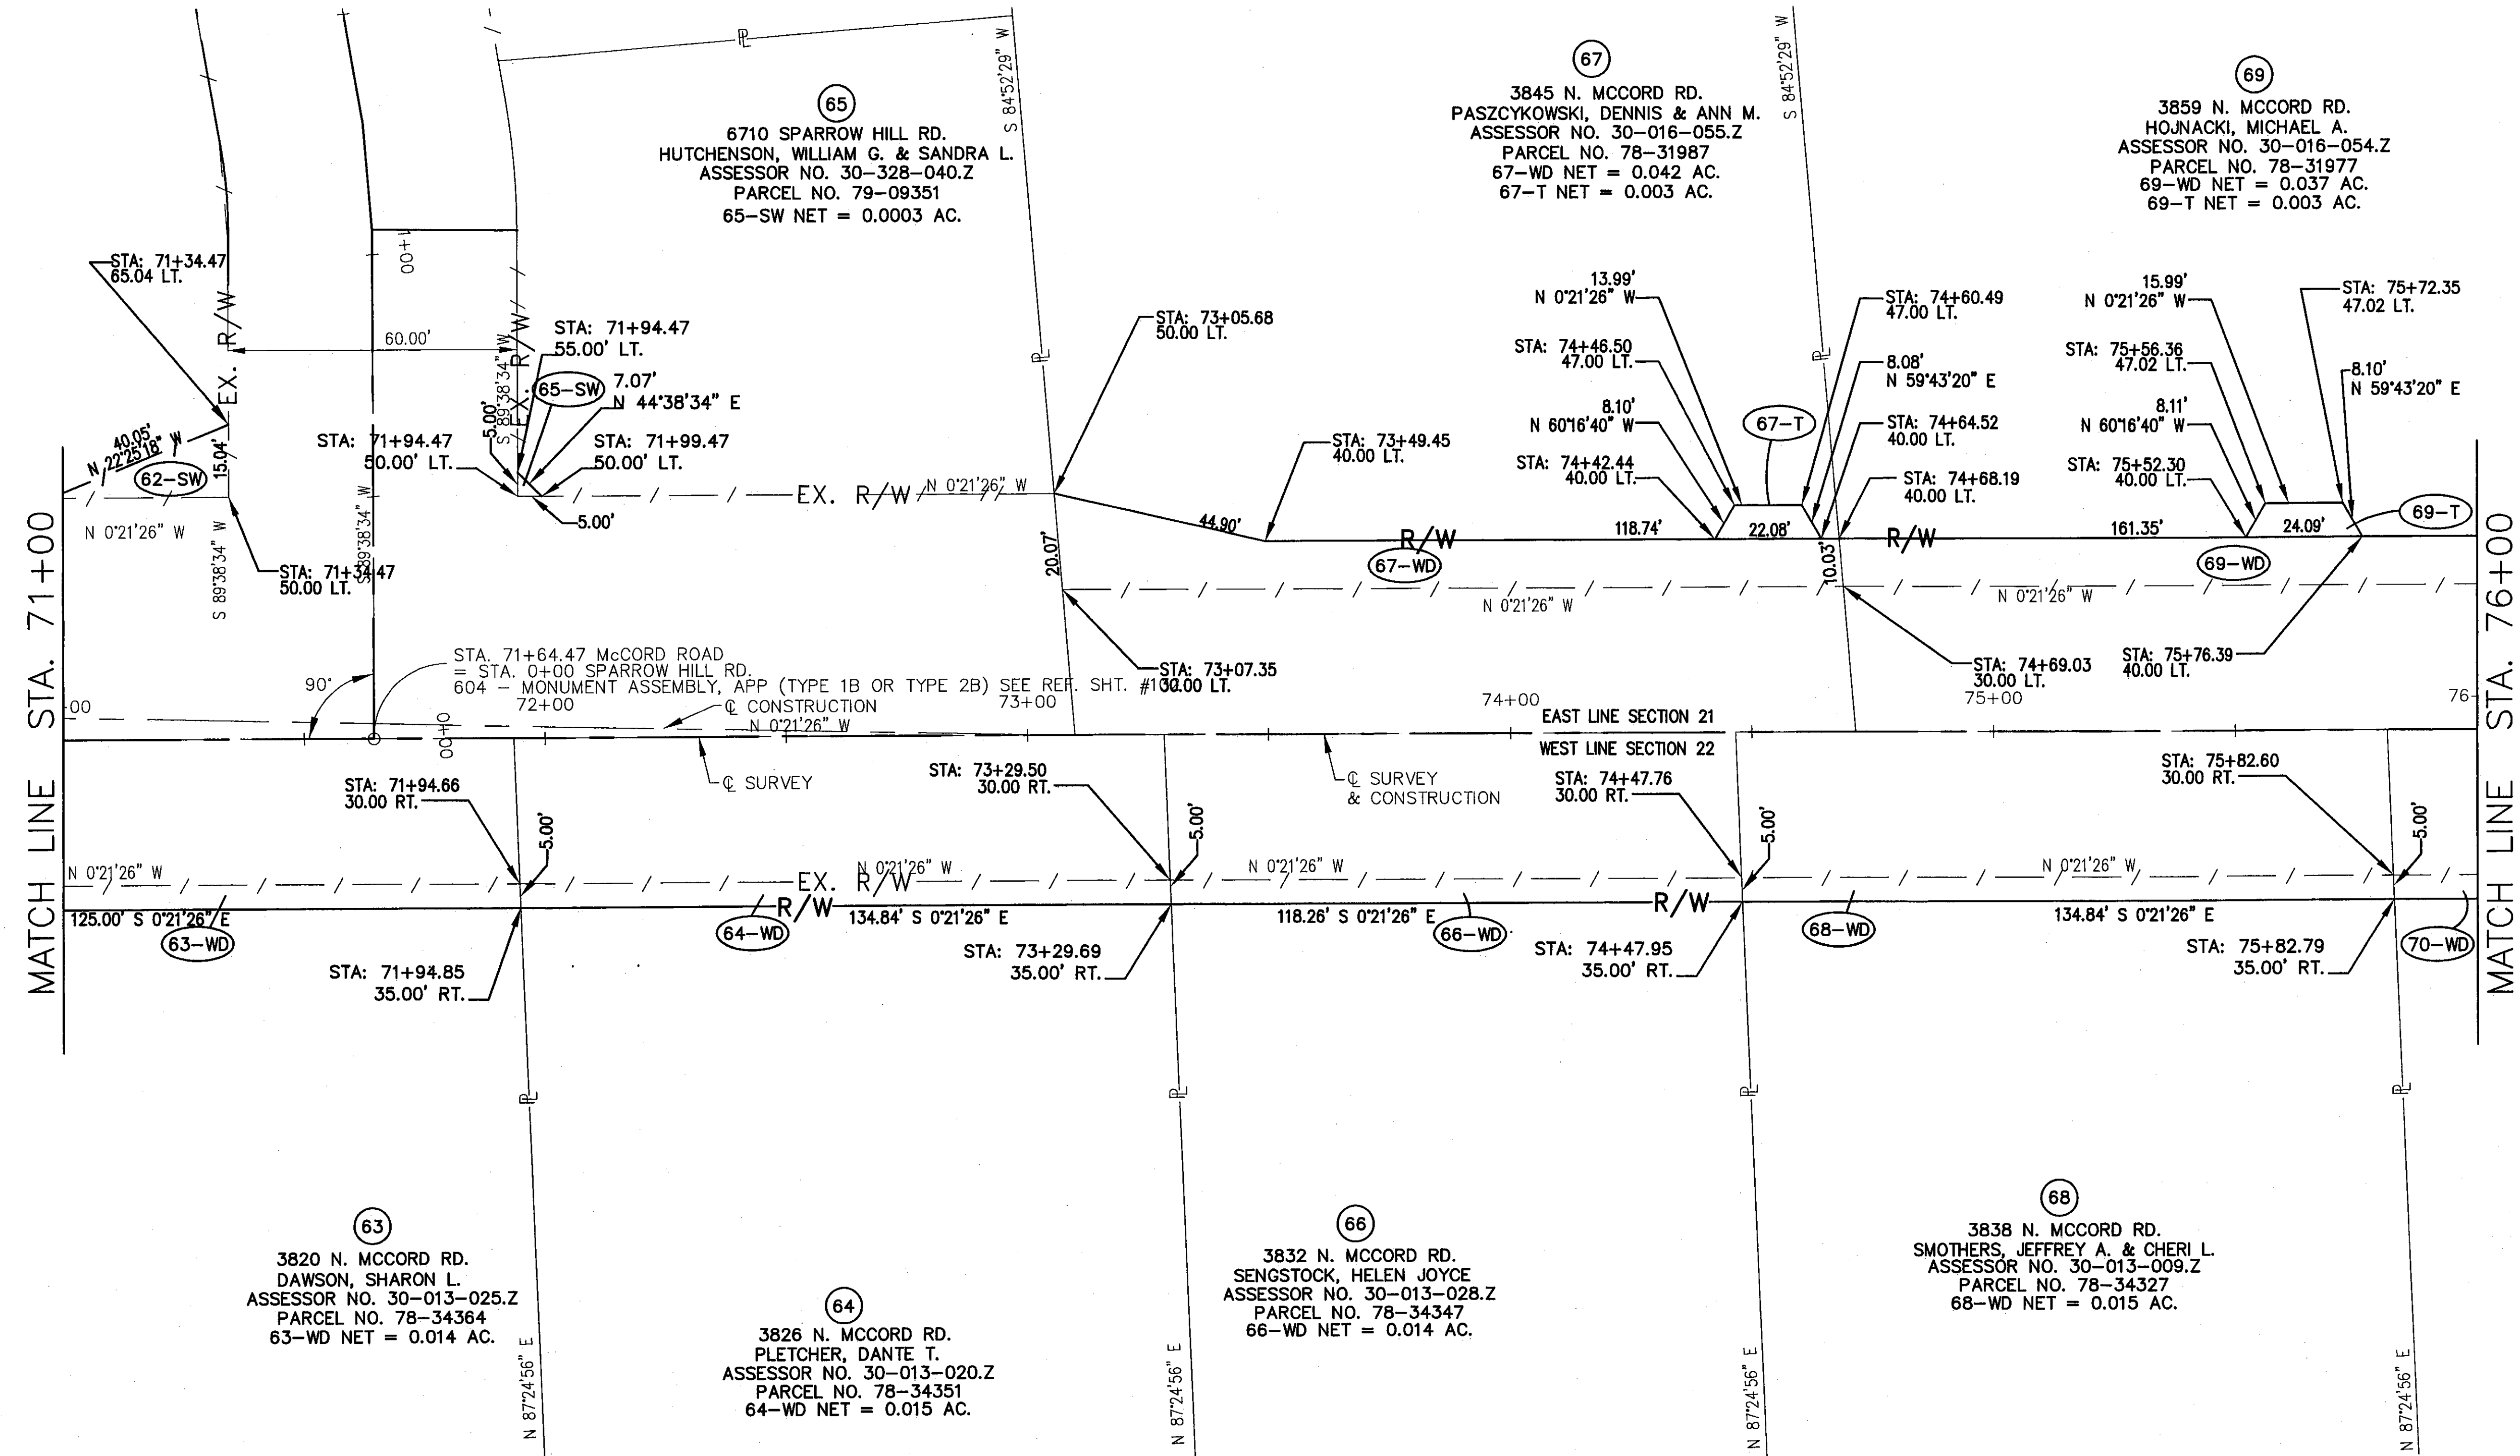 65
6710 SPARROW HILL RD.
HUTCHENSON, WILLIAM G. & SANDRA L.
ASSESSOR NO. 30-328-040.Z
PARCEL NO. 79-09351
65-SW NET = 0.0003 AC.
67
3845 N. MCCORD RD.
PASZCYKOWSKI, DENNIS & ANN M.
ASSESSOR NO. 30-016-055.Z
PARCEL NO. 78-31987
67-WD NET = 0.042 AC.
67-T NET = 0.003 AC.
69
3859 N. MCCORD RD.
HOJNACKI, MICHAEL A.
ASSESSOR NO. 30-016-054.Z
PARCEL NO. 78-31977
69-WD NET = 0.037 AC.
69-T NET = 0.003 AC.
PL
S 84°52'29" W
PL
S 84°52'29" W
PL
MATCH LINE STA. 71+00
STA: 71+34.47
65.04 LT.
EX. R/W
60.00'
1+00
40.05'
N 22°25'18" W
62-SW
15.04'
N 0°21'26" W
S 89°38'34" W
STA: 71+34.47
50.00 LT.
S 89°38'34" W
S 89°38'34" W
EX. R/W
STA: 71+94.47
55.00' LT.
65-SW
7.07'
N 44°38'34" E
5.00'
STA: 71+94.47
50.00' LT.
STA: 71+99.47
50.00' LT.
5.00'
EX. R/W
N 0°21'26" W
STA: 73+05.68
50.00 LT.
STA: 73+49.45
40.00 LT.
44.90'
20.07'
STA: 73+07.35
30.00 LT.
R/W
67-WD
118.74'
13.99'
N 0°21'26" W
STA: 74+46.50
47.00 LT.
8.10'
N 60°16'40" W
STA: 74+42.44
40.00 LT.
67-T
22.08'
STA: 74+60.49
47.00 LT.
8.08'
N 59°43'20" E
STA: 74+64.52
40.00 LT.
STA: 74+68.19
40.00 LT.
10.03'
R/W
161.35'
15.99'
N 0°21'26" W
STA: 75+56.36
47.02 LT.
8.11'
N 60°16'40" W
STA: 75+52.30
40.00 LT.
24.09'
STA: 75+72.35
47.02 LT.
8.10'
N 59°43'20" E
69-T
69-WD
N 0°21'26" W
N 0°21'26" W
STA: 74+69.03
30.00 LT.
STA: 75+76.39
40.00 LT.
MATCH LINE STA. 76+00
STA. 71+64.47 McCORD ROAD
= STA. 0+00 SPARROW HILL RD.
604 - MONUMENT ASSEMBLY, APP (TYPE 1B OR TYPE 2B) SEE REF. SHT.
90°
00
72+00
73+00
74+00
75+00
76
0+00
CL CONSTRUCTION
N 0°21'26" W
CL SURVEY
CL SURVEY
& CONSTRUCTION
EAST LINE SECTION 21
WEST LINE SECTION 22
STA: 71+94.66
30.00 RT.
5.00'
STA: 73+29.50
30.00 RT.
5.00'
STA: 74+47.76
30.00 RT.
5.00'
STA: 75+82.60
30.00 RT.
5.00'
N 0°21'26" W
EX. R/W
N 0°21'26" W
N 0°21'26" W
N 0°21'26" W
125.00' S 0°21'26" E
63-WD
64-WD
R/W
134.84' S 0°21'26" E
118.26' S 0°21'26" E
66-WD
R/W
68-WD
134.84' S 0°21'26" E
70-WD
STA: 71+94.85
35.00' RT.
STA: 73+29.69
35.00' RT.
STA: 74+47.95
35.00' RT.
STA: 75+82.79
35.00' RT.
PL
PL
PL
PL
63
3820 N. MCCORD RD.
DAWSON, SHARON L.
ASSESSOR NO. 30-013-025.Z
PARCEL NO. 78-34364
63-WD NET = 0.014 AC.
N 87°24'56" E
64
3826 N. MCCORD RD.
PLETCHER, DANTE T.
ASSESSOR NO. 30-013-020.Z
PARCEL NO. 78-34351
64-WD NET = 0.015 AC.
N 87°24'56" E
66
3832 N. MCCORD RD.
SENGSTOCK, HELEN JOYCE
ASSESSOR NO. 30-013-028.Z
PARCEL NO. 78-34347
66-WD NET = 0.014 AC.
N 87°24'56" E
68
3838 N. MCCORD RD.
SMOTHERS, JEFFREY A. & CHERI L.
ASSESSOR NO. 30-013-009.Z
PARCEL NO. 78-34327
68-WD NET = 0.015 AC.
N 87°24'56" E